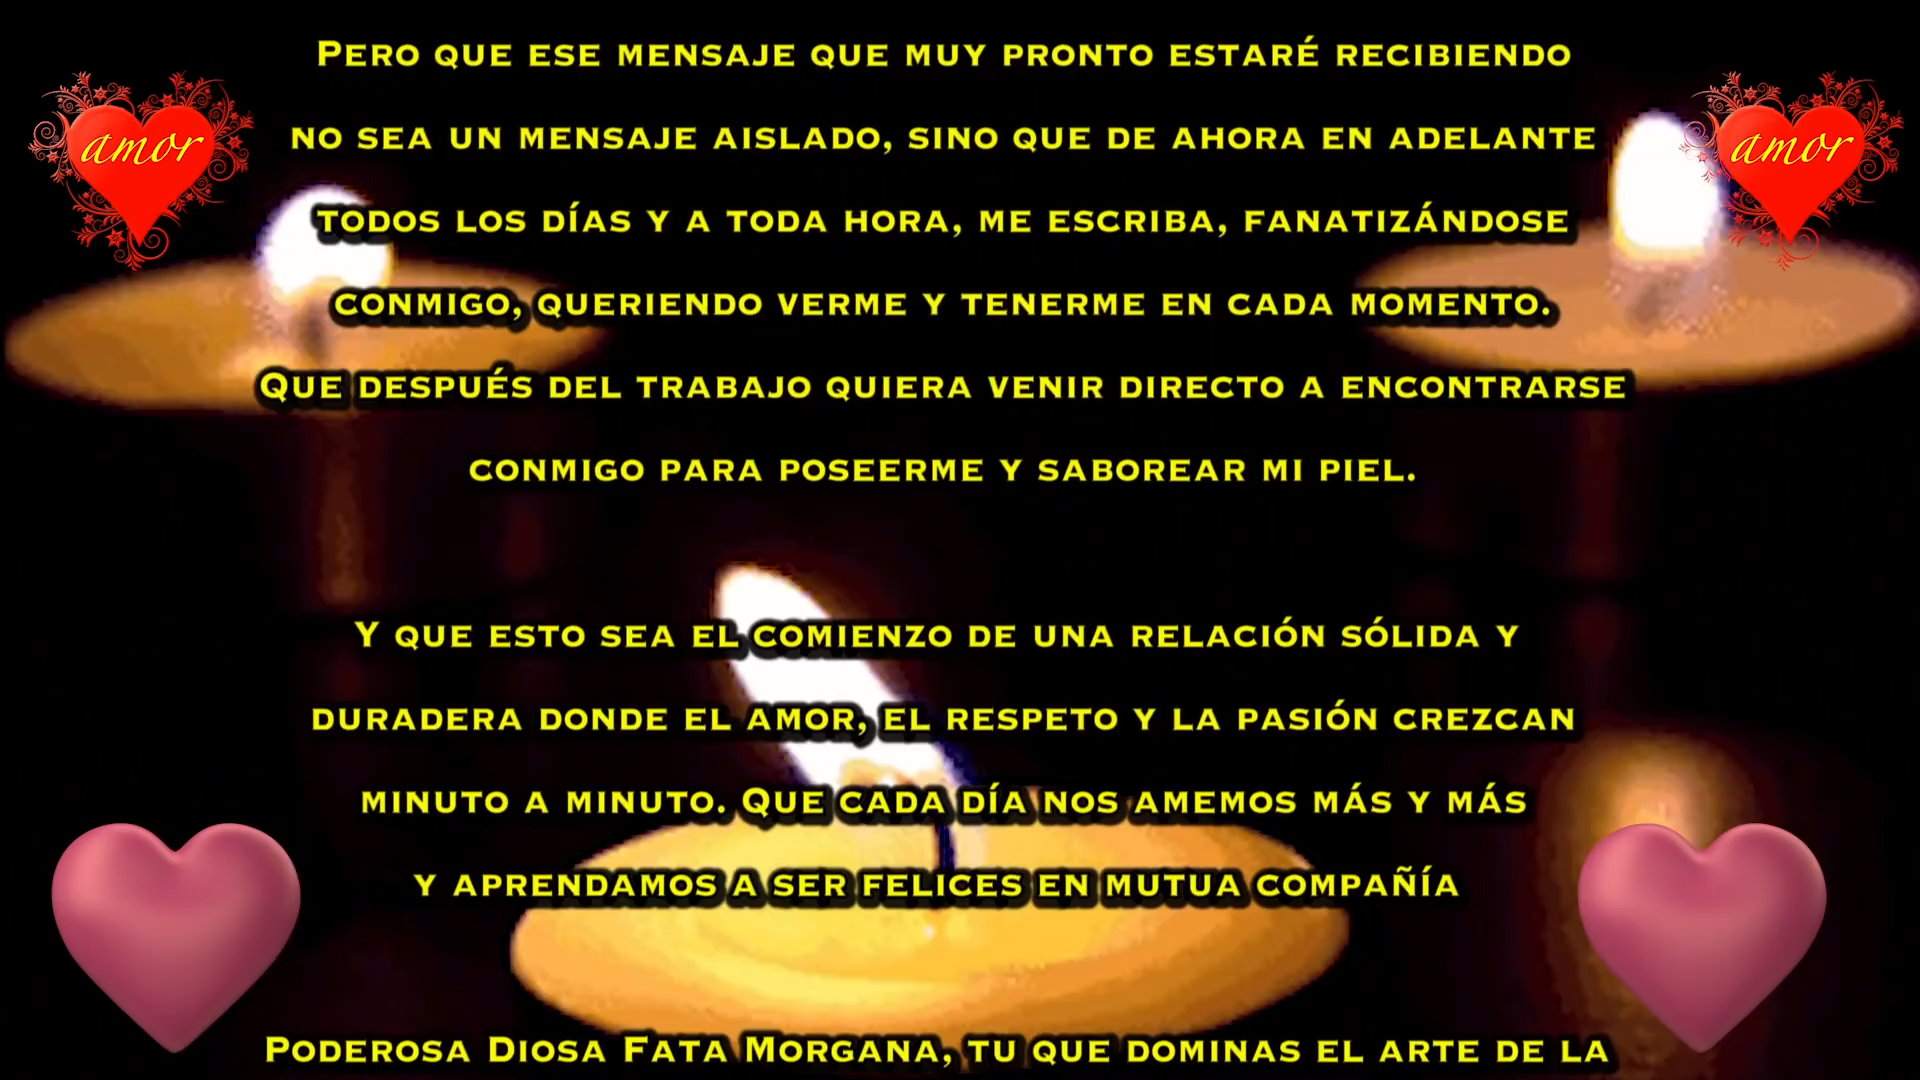 Pero que ese mensaje que muy pronto estaré recibiendo
amor
amor
no sea un mensaje aislado, sino que de ahora en adelante
todos los días y a toda hora, me escriba, fanatizándose
conmigo, queriendo verme y tenerme en cada momento.
Que después del trabajo quiera venir directo a encontrarse
conmigo para poseerme y saborear mi piel.
Y que esto sea el comienzo de una relación sólida y
duradera donde el amor, el respeto y la pasión crezcan
minuto a minuto. Que cada día nos amemos más y más
y aprendamos a ser felices en mutua compañía
Poderosa Diosa Fata Morgana, tu que dominas el arte de la